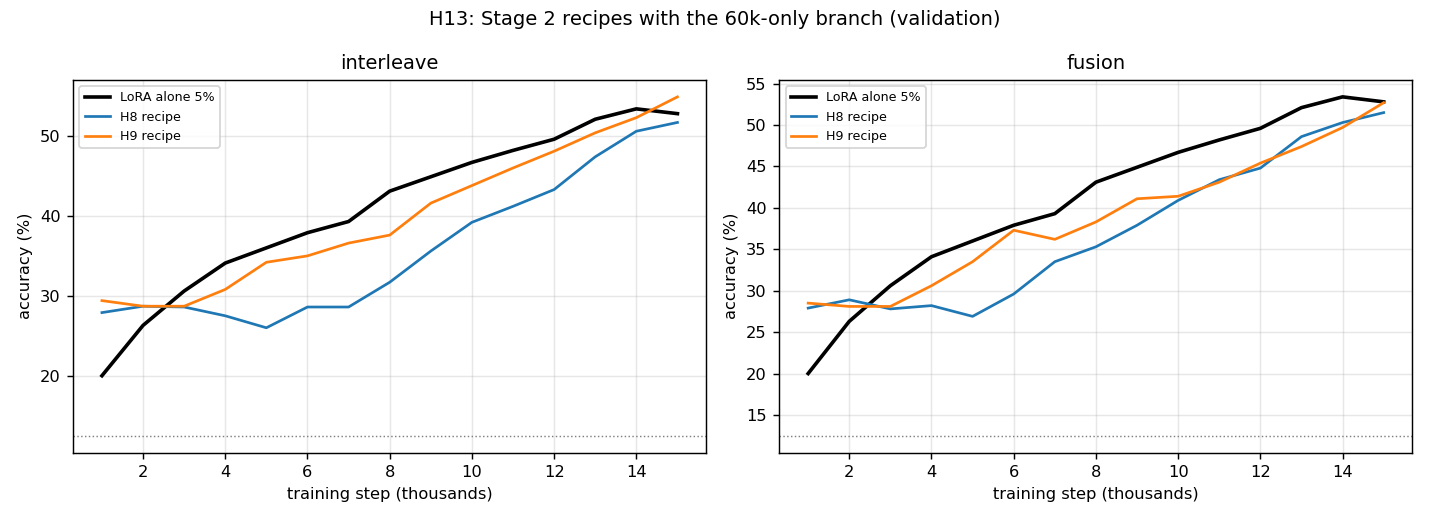 H13: Stage 2 recipes with the 60k-only branch (validation)
interleave
LoRA alone 5%
H8 recipe
H9 recipe
50
40
30
20
accuracy (%)
2 4 6 8 10 12 14
training step (thousands)
fusion
LoRA alone 5%
H8 recipe
H9 recipe
55
50
45
40
35
30
25
20
15
accuracy (%)
2 4 6 8 10 12 14
training step (thousands)